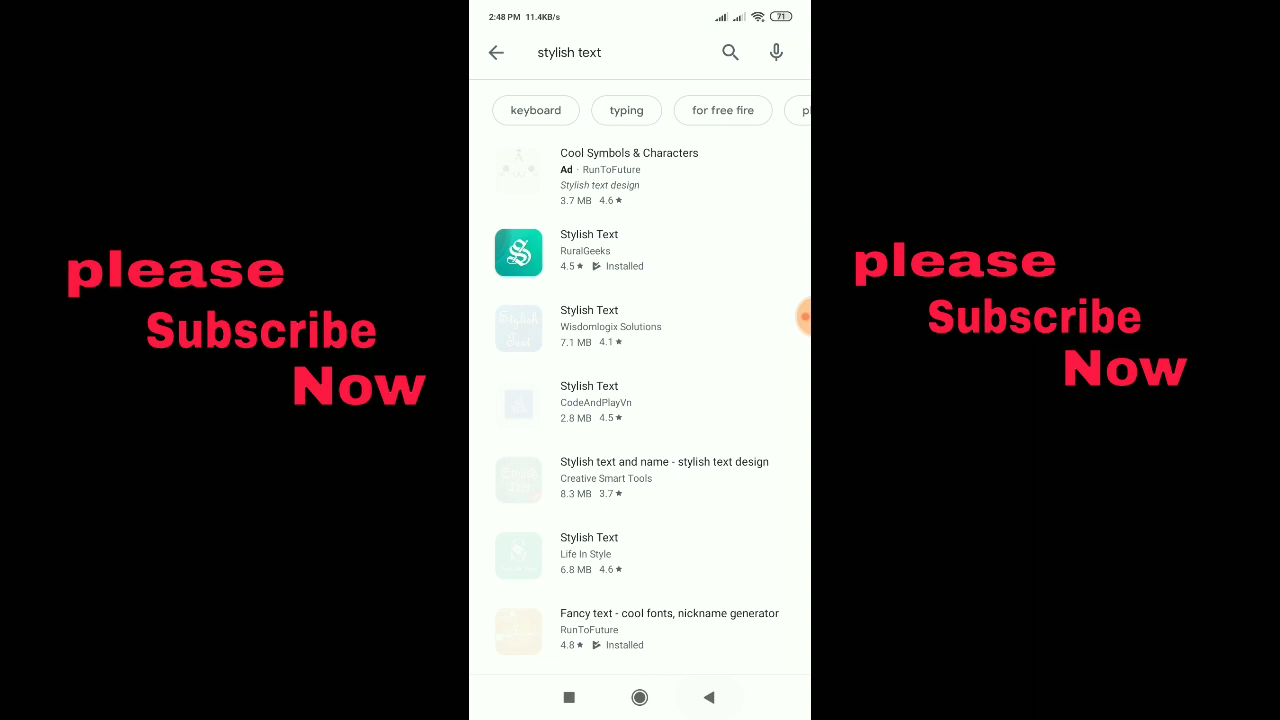 please
Subscribe
Now
2:48 PM 11.4KB/s
71
stylish text
keyboard
typing
for free fire
Cool Symbols & Characters
Ad · RunToFuture
Stylish text design
3.7 MB 4.6★
Stylish Text
RuralGeeks
4.5★ Installed
Stylish Text
Wisdomlogix Solutions
7.1 MB 4.1★
Stylish Text
CodeAndPlayVn
2.8 MB 4.5★
Stylish text and name - stylish text design
Creative Smart Tools
8.3 MB 3.7★
Stylish Text
Life In Style
6.8 MB 4.6★
Fancy text - cool fonts, nickname generator
RunToFuture
4.8★ Installed
please
Subscribe
Now